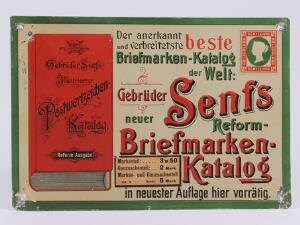 Gebrüder Senfs
Illustrierter
Postwertzeichen-
Katalog
Reform-Ausgabe
Der anerkannt
und verbreitetste beste
Briefmarken-Katalog
der Welt:
Gebrüder Senfs
neuer Reform-
Briefmarken-
Katalog
in neuester Auflage hier vorrätig.